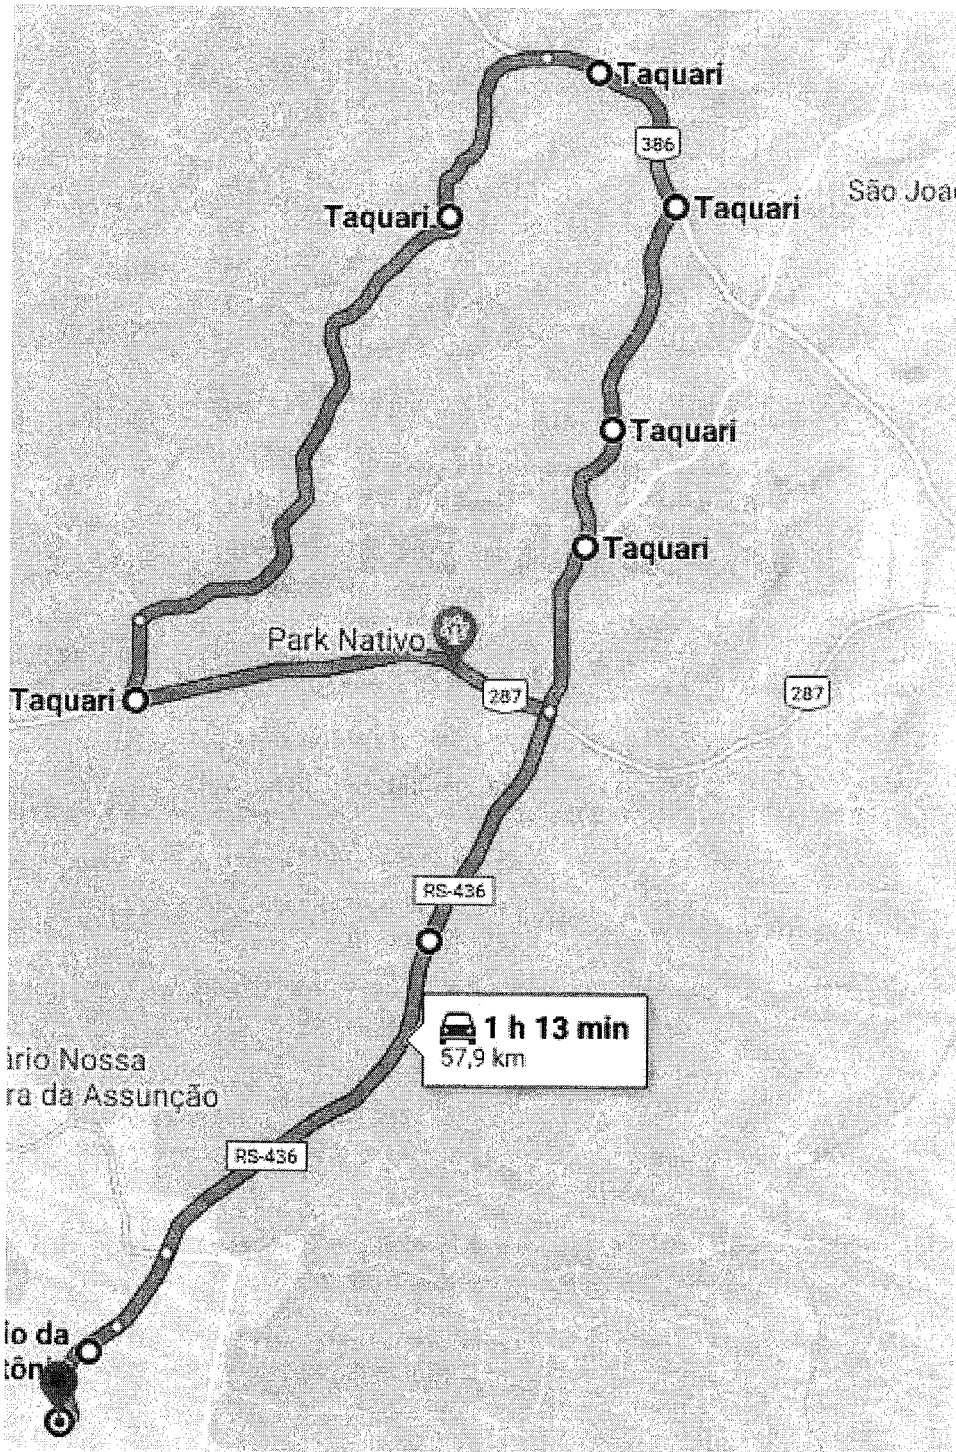 Taquari
386
São Joa
Taquari
Taquari
Taquari
Taquari
Park Nativo
287
287
Taquari
RS-436
1 h 13 min
57,9 km
ário Nossa
ra da Assunção
RS-436
io da
tôni